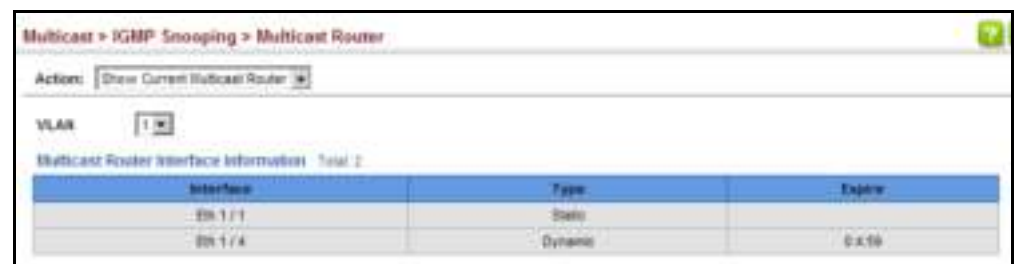 Multicast > IGMP Snooping > Multicast Router
?
Action: Show Current Multicast Router
VLAN 1
Multicast Router Interface Information Total: 2
Interface Type Expire
Eth 1 / 1 Static
Eth 1 / 4 Dynamic 0:4:59